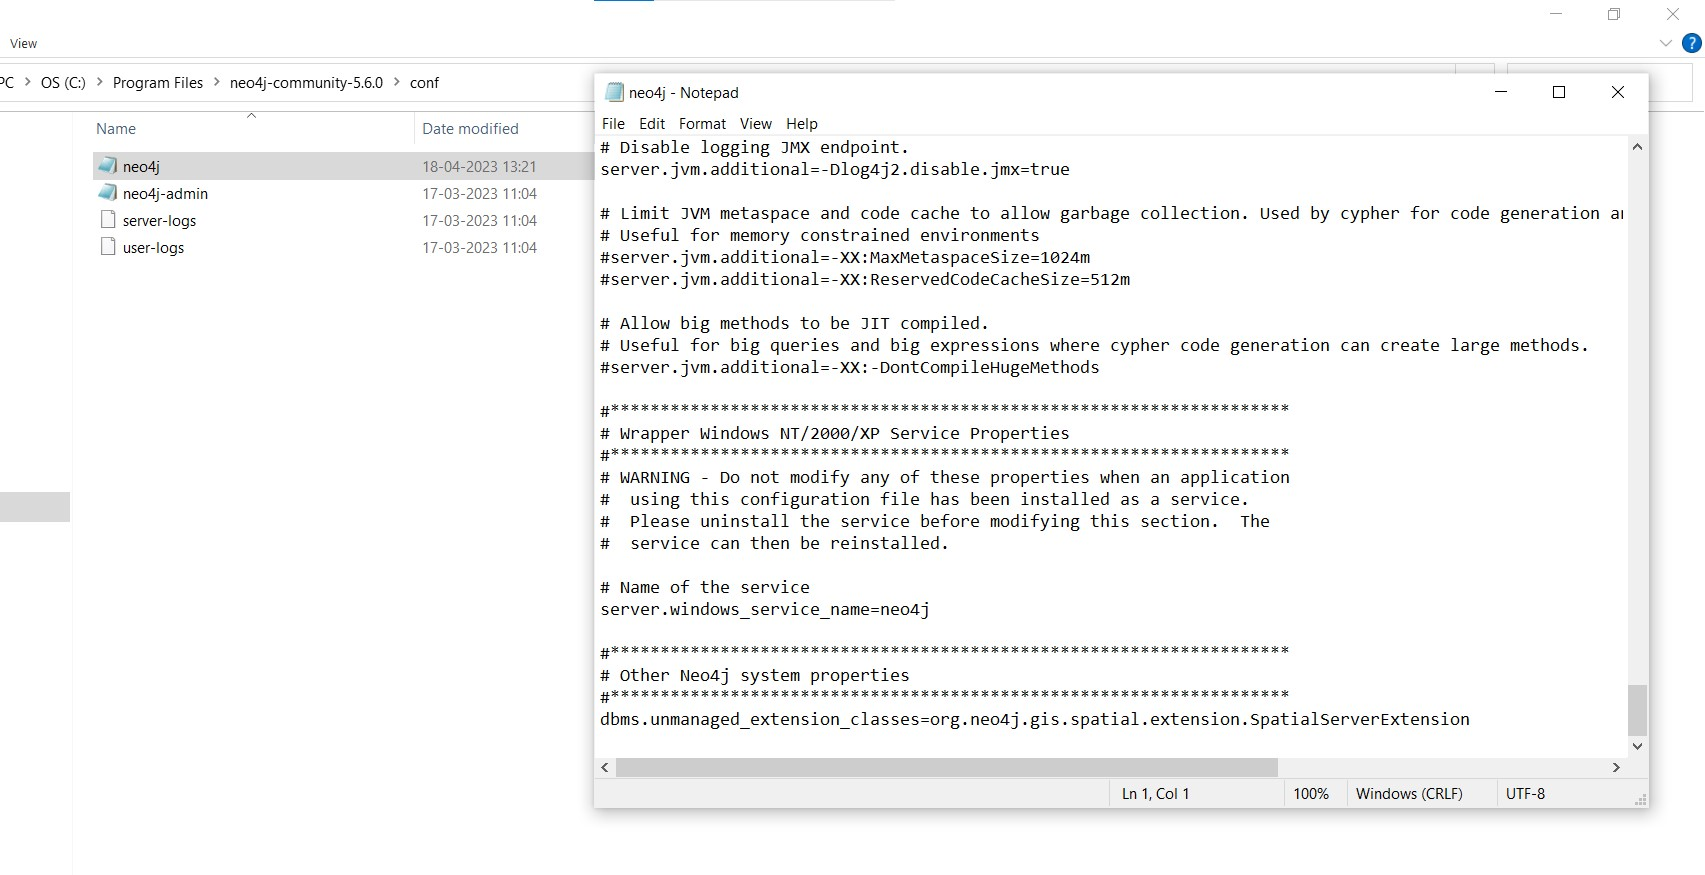 View
?
PC > OS (C:) > Program Files > neo4j-community-5.6.0 > conf
Name Date modified
neo4j 18-04-2023 13:21
neo4j-admin 17-03-2023 11:04
server-logs 17-03-2023 11:04
user-logs 17-03-2023 11:04
neo4j - Notepad
File Edit Format View Help
# Disable logging JMX endpoint.
server.jvm.additional=-Dlog4j2.disable.jmx=true
# Limit JVM metaspace and code cache to allow garbage collection. Used by cypher for code generation
# Useful for memory constrained environments
#server.jvm.additional=-XX:MaxMetaspaceSize=1024m
#server.jvm.additional=-XX:ReservedCodeCacheSize=512m
# Allow big methods to be JIT compiled.
# Useful for big queries and big expressions where cypher code generation can create large methods.
#server.jvm.additional=-XX:-DontCompileHugeMethods
#********************************************************************
# Wrapper Windows NT/2000/XP Service Properties
#********************************************************************
# WARNING - Do not modify any of these properties when an application
#  using this configuration file has been installed as a service.
#  Please uninstall the service before modifying this section.  The
#  service can then be reinstalled.
# Name of the service
server.windows_service_name=neo4j
#********************************************************************
# Other Neo4j system properties
#********************************************************************
dbms.unmanaged_extension_classes=org.neo4j.gis.spatial.extension.SpatialServerExtension
Ln 1, Col 1 100% Windows (CRLF) UTF-8